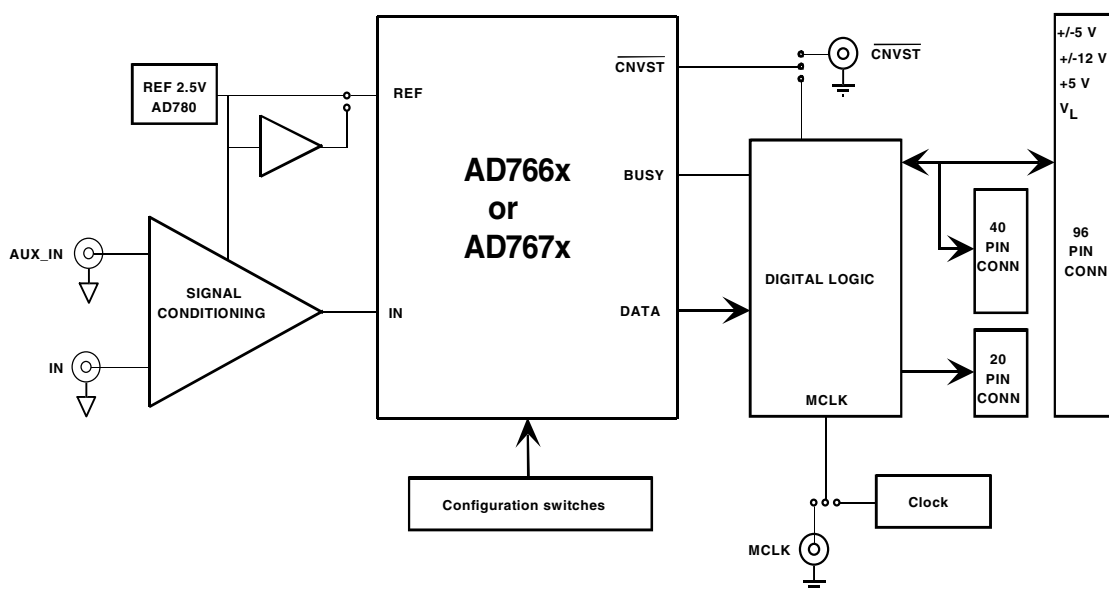 REF 2.5V
AD780
AUX_IN
IN
SIGNAL
CONDITIONING
REF
IN
AD766x
or
AD767x
CNVST
BUSY
DATA
Configuration switches
CNVST
DIGITAL LOGIC
MCLK
Clock
MCLK
40
PIN
CONN
20
PIN
CONN
+/-5 V
+/-12 V
+5 V
VL
96
PIN
CONN